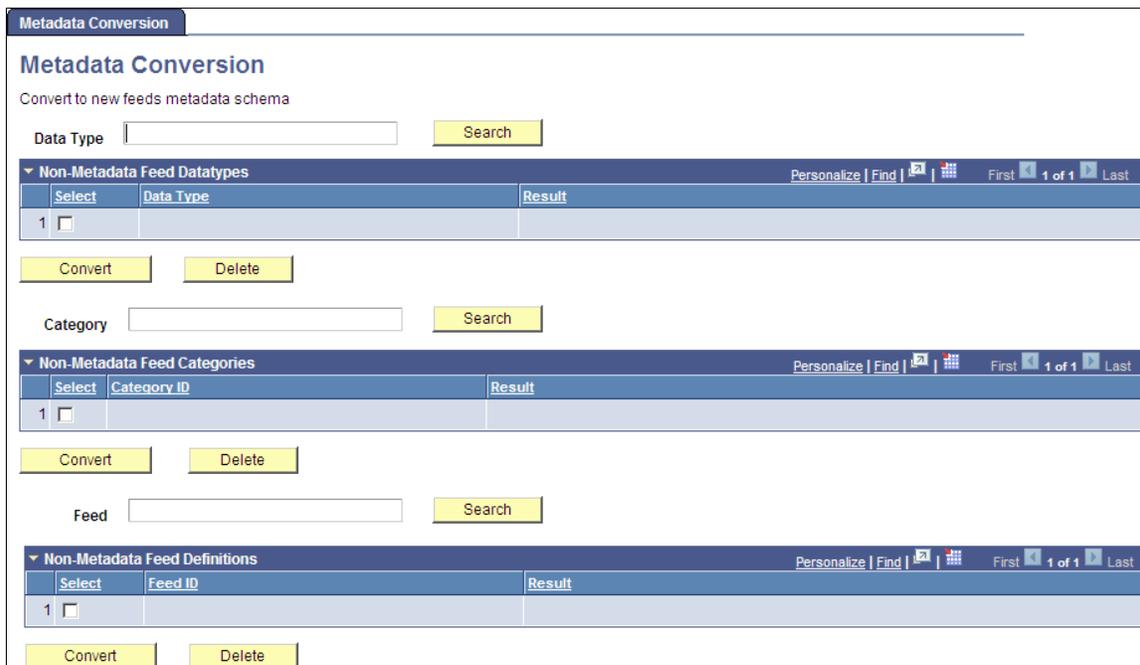 Metadata Conversion
Metadata Conversion
Convert to new feeds metadata schema
Data Type Search
Non-Metadata Feed Datatypes Personalize | Find | | First 1 of 1 Last
Select Data Type Result
1
Convert Delete
Category Search
Non-Metadata Feed Categories Personalize | Find | | First 1 of 1 Last
Select Category ID Result
1
Convert Delete
Feed Search
Non-Metadata Feed Definitions Personalize | Find | | First 1 of 1 Last
Select Feed ID Result
1
Convert Delete